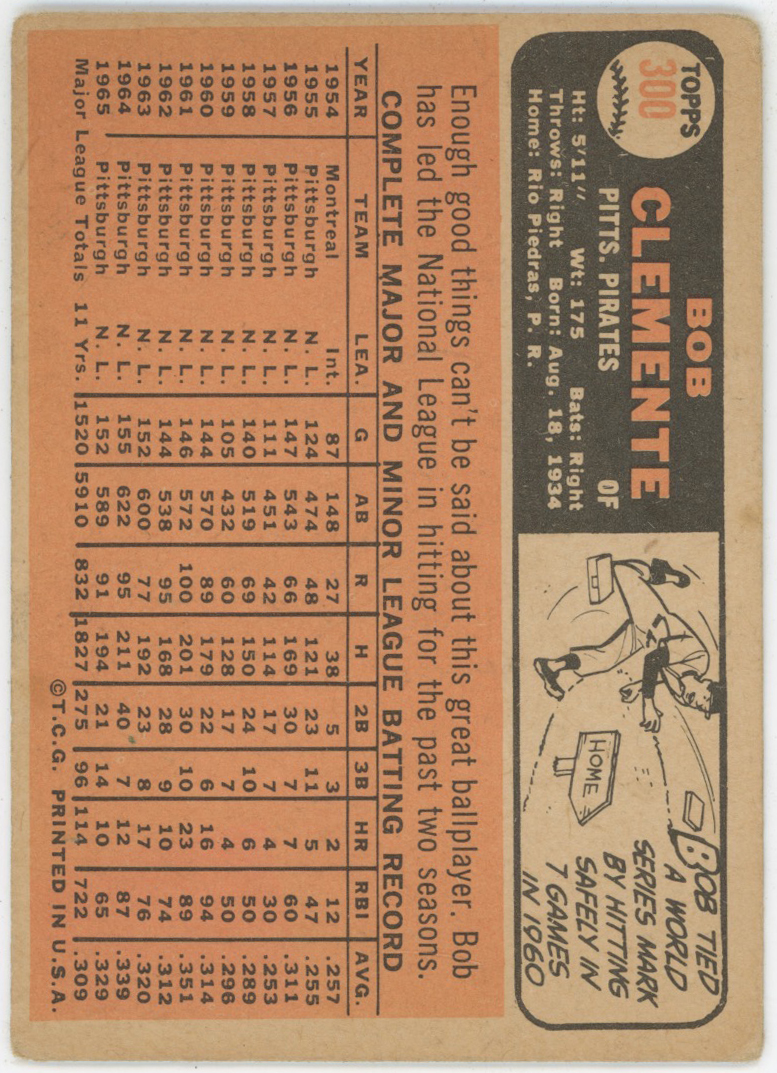 TOPPS
300
BOB
CLEMENTE
PITTS. PIRATES OF
Ht: 5'11" Wt: 175 Bats: Right
Throws: Right Born: Aug. 18, 1934
Home: Rio Piedras, P. R.
BOB TIED
A WORLD
SERIES MARK
BY HITTING
SAFELY IN
7 GAMES
IN 1960
HOME
Enough good things can't be said about this great ballplayer. Bob
has led the National League in hitting for the past two seasons.
COMPLETE MAJOR AND MINOR LEAGUE BATTING RECORD
YEAR TEAM LEA. G AB R H 2B 3B HR RBI AVG.
1954 Montreal Int. 87 148 27 38 5 3 2 12 .257
1955 Pittsburgh N. L. 124 474 48 121 23 11 5 47 .255
1956 Pittsburgh N. L. 147 543 66 169 30 7 7 60 .311
1957 Pittsburgh N. L. 111 451 42 114 17 7 4 30 .253
1958 Pittsburgh N. L. 140 519 69 150 24 10 6 50 .289
1959 Pittsburgh N. L. 105 432 60 128 17 7 4 50 .296
1960 Pittsburgh N. L. 144 570 89 179 22 6 16 94 .314
1961 Pittsburgh N. L. 146 572 100 201 30 10 23 89 .351
1962 Pittsburgh N. L. 144 538 95 168 28 9 10 74 .312
1963 Pittsburgh N. L. 152 600 77 192 23 8 17 76 .320
1964 Pittsburgh N. L. 155 622 95 211 40 7 12 87 .339
1965 Pittsburgh N. L. 152 589 91 194 21 14 10 65 .329
Major League Totals 11 Yrs. 1520 5910 832 1827 275 96 114 722 .309
©T.C.G. PRINTED IN U.S.A.